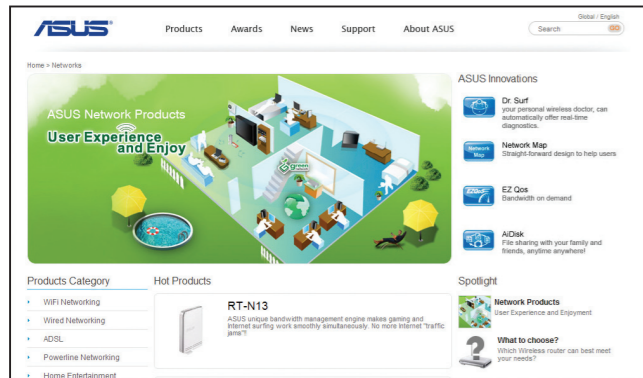 ASUS
Products
Awards
News
Support
About ASUS
Global / English
Search
GO
Home > Networks
ASUS Network Products
User Experience
and Enjoy
green
ASUS Innovations
Dr. Surf
your personal wireless doctor, can
automatically offer real-time
diagnostics.
Network
Map
Network Map
Straight-forward design to help users
EZQoS
EZ Qos
Bandwidth on demand
AiDisk
File sharing with your family and
friends, anytime anywhere!
Products Category
WiFi Networking
Wired Networking
ADSL
Powerline Networking
Home Entertainment
Hot Products
RT-N13
ASUS unique bandwidth management engine makes gaming and
Internet surfing work smoothly simultaneously. No more Internet "traffic
jams"!
Spotlight
Network Products
User Experience and Enjoyment
What to choose?
Which Wireless router can best meet
your needs?